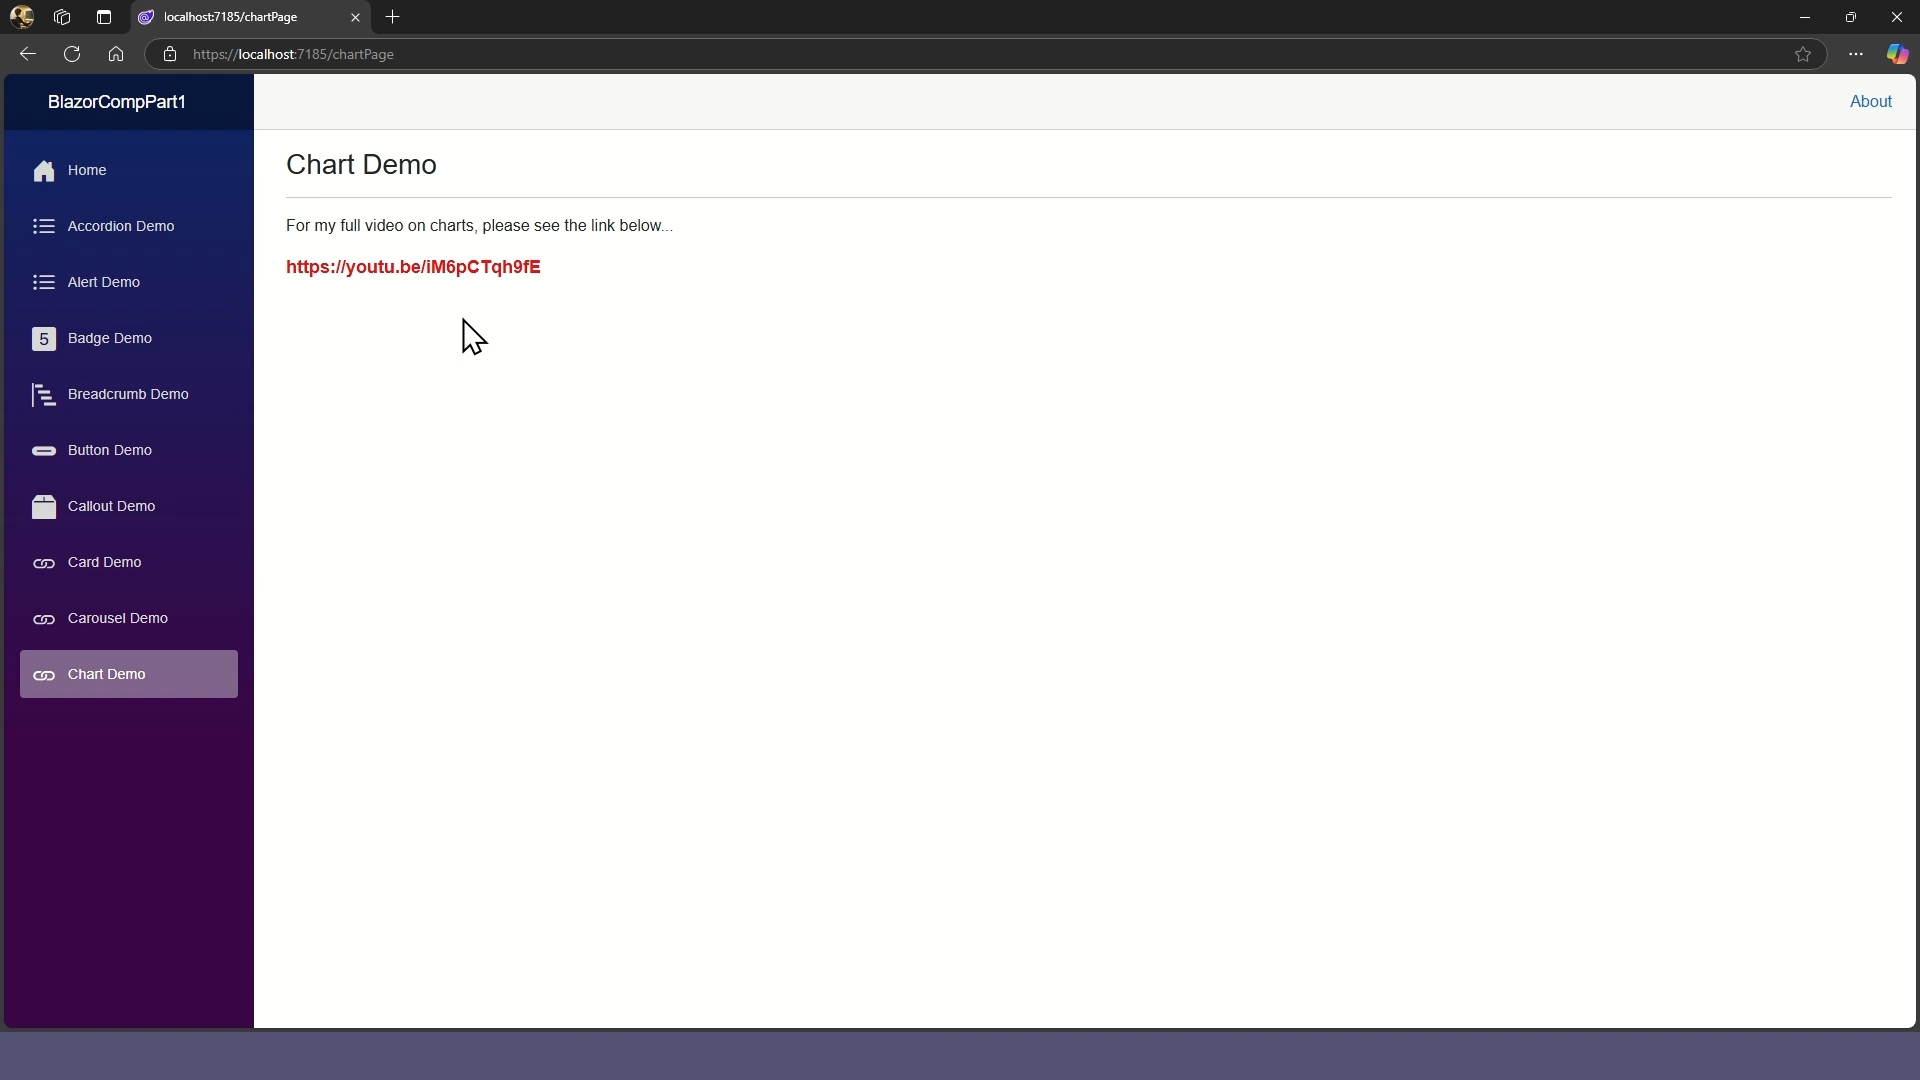 localhost:7185/chartPage
https://localhost:7185/chartPage
BlazorCompPart1
About
Home
Accordion Demo
Alert Demo
5
Badge Demo
Breadcrumb Demo
Button Demo
Callout Demo
Card Demo
Carousel Demo
Chart Demo
Chart Demo
For my full video on charts, please see the link below...
https://youtu.be/iM6pCTqh9fE